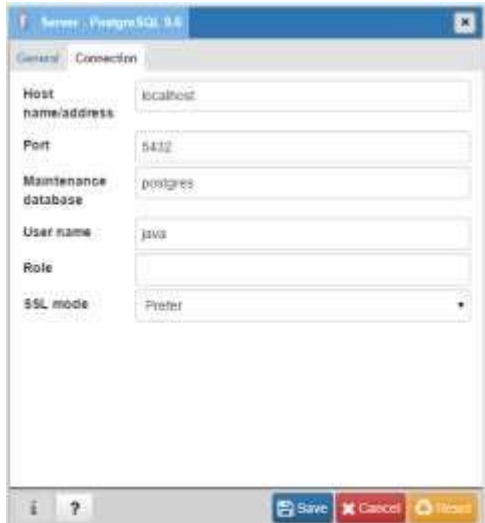 Server - PostgreSQL 9.6
General Connection
Host name/address
localhost
Port
5432
Maintenance database
postgres
User name
java
Role
SSL mode
Prefer
i ? Save Cancel Reset